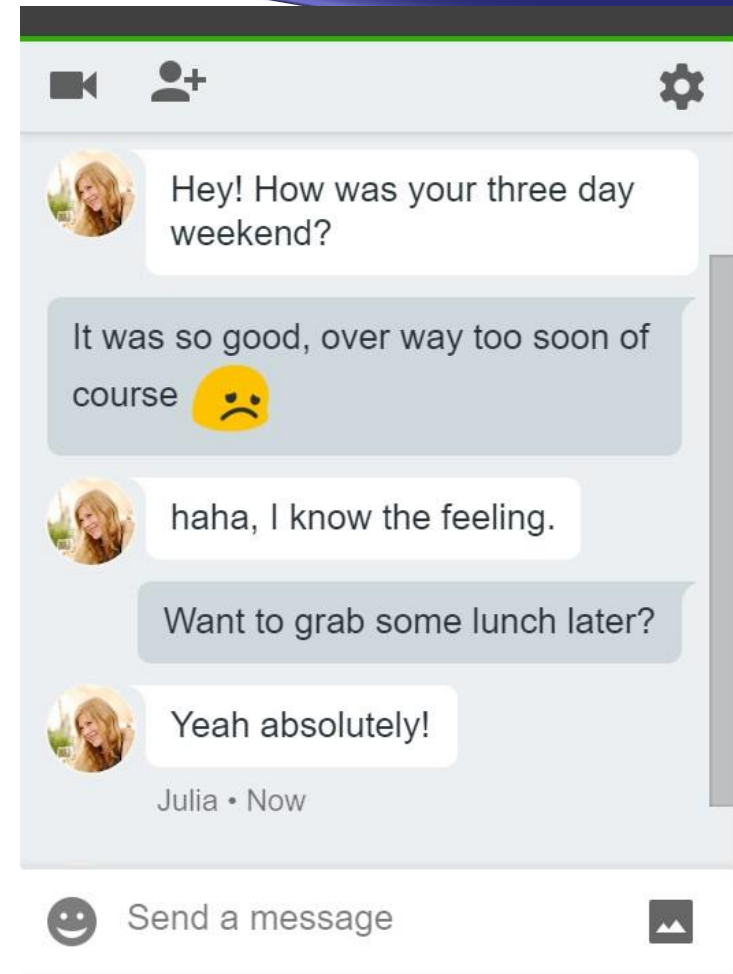 Hey! How was your three day
weekend?
It was so good, over way too soon of
course
haha, I know the feeling.
Want to grab some lunch later?
Yeah absolutely!
Julia • Now
Send a message